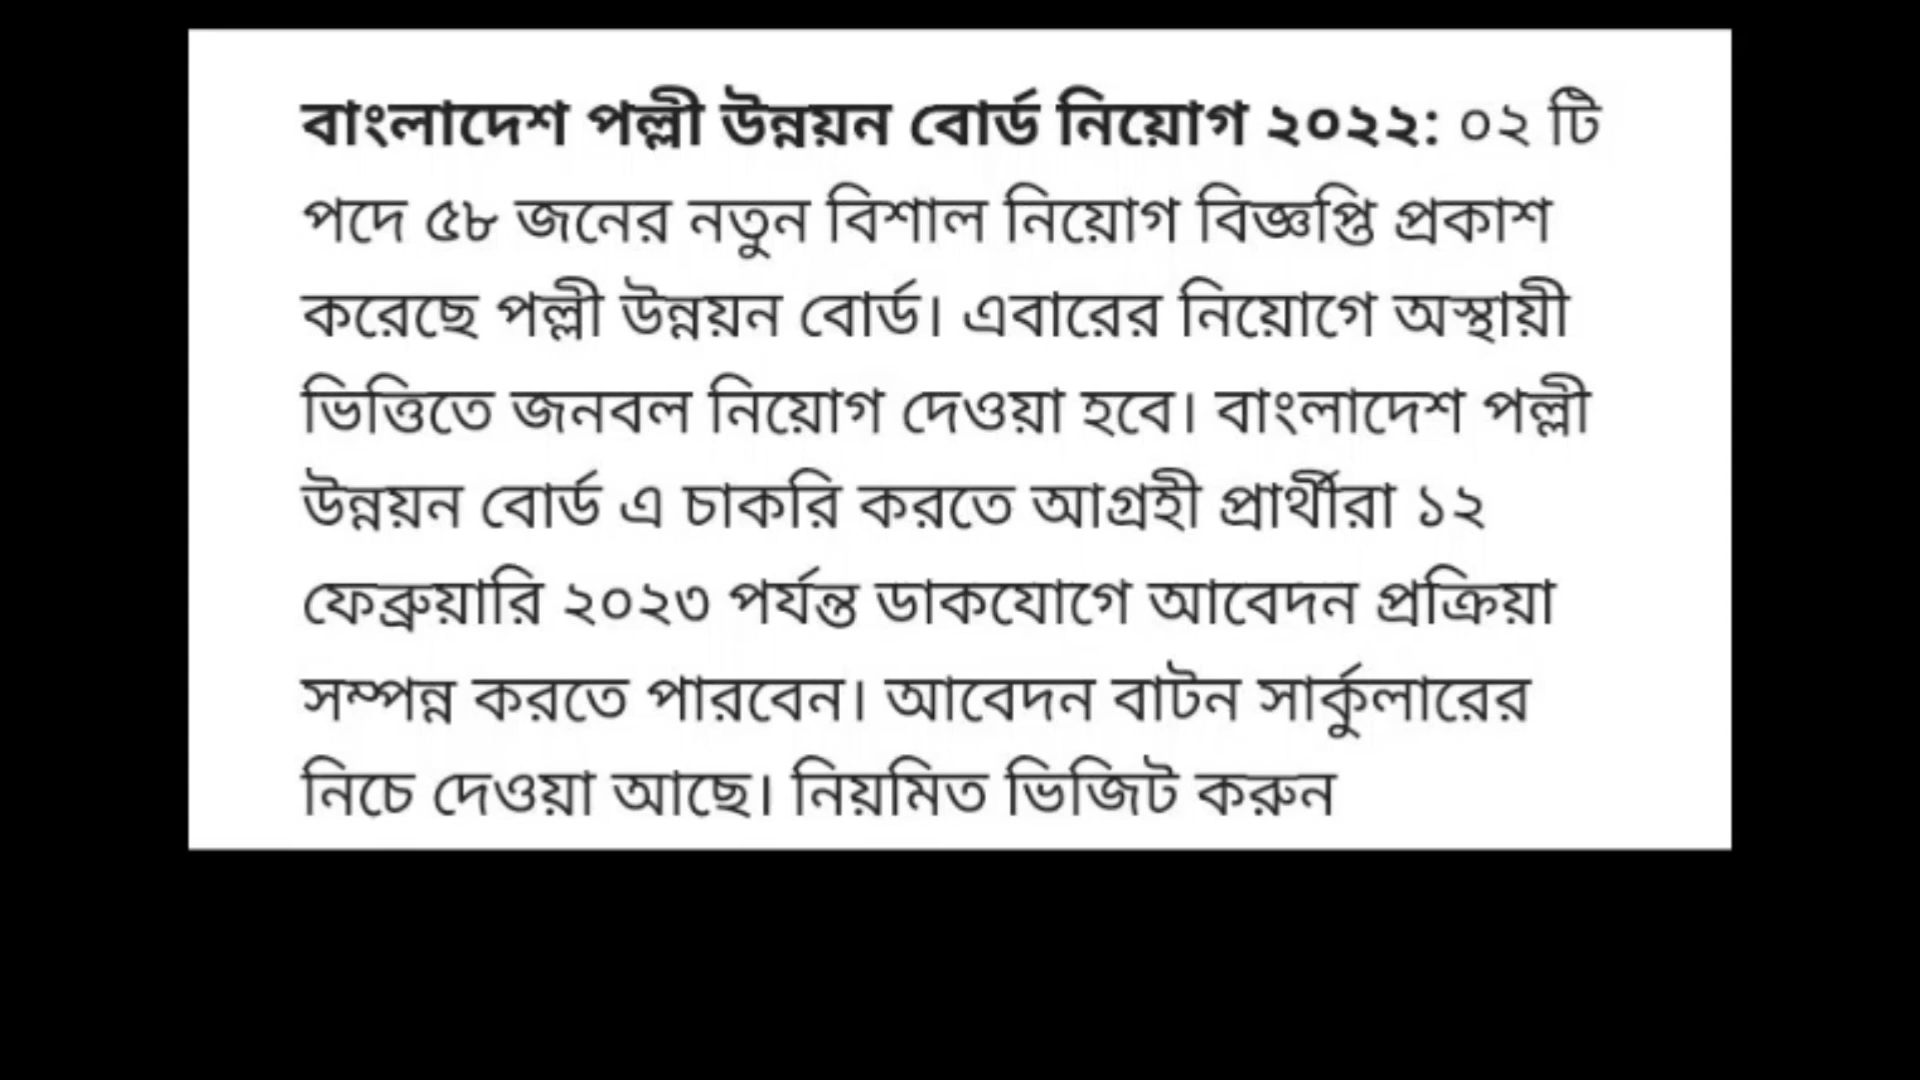 বাংলাদেশ পল্লী উন্নয়ন বোর্ড নিয়োগ ২০২২: ০২ টি
পদে ৫৮ জনের নতুন বিশাল নিয়োগ বিজ্ঞপ্তি প্রকাশ
করেছে পল্লী উন্নয়ন বোর্ড। এবারের নিয়োগে অস্থায়ী
ভিত্তিতে জনবল নিয়োগ দেওয়া হবে। বাংলাদেশ পল্লী
উন্নয়ন বোর্ড এ চাকরি করতে আগ্রহী প্রার্থীরা ১২
ফেব্রুয়ারি ২০২৩ পর্যন্ত ডাকযোগে আবেদন প্রক্রিয়া
সম্পন্ন করতে পারবেন। আবেদন বাটন সার্কুলারের
নিচে দেওয়া আছে। নিয়মিত ভিজিট করুন